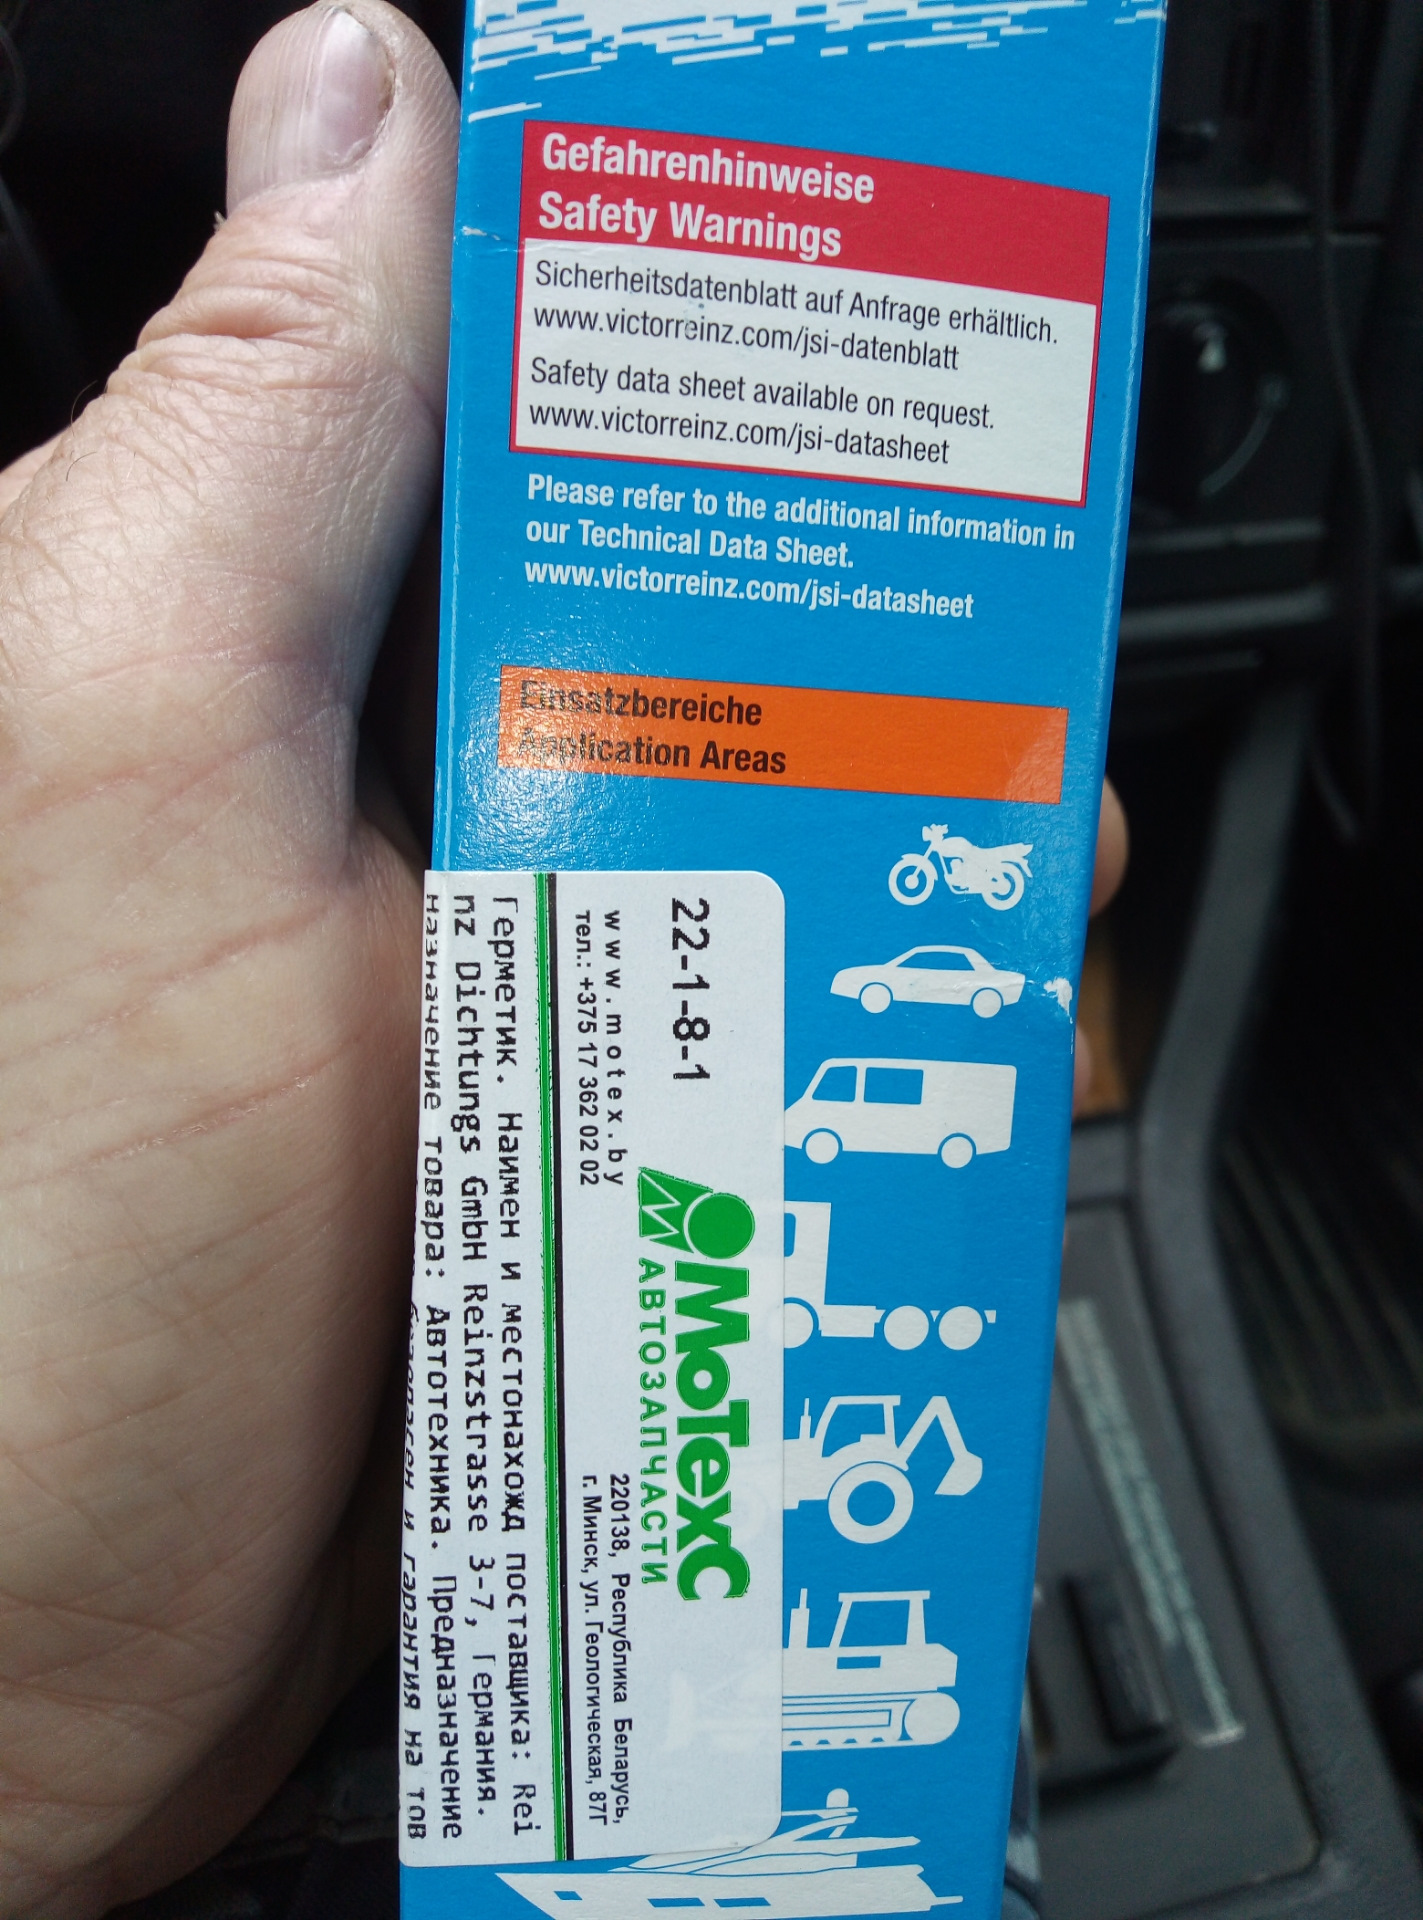 Gefahrenhinweise
Safety Warnings
Sicherheitsdatenblatt auf Anfrage erhältlich.
www.victorreinz.com/jsi-datenblatt
Safety data sheet available on request.
www.victorreinz.com/jsi-datasheet
Please refer to the additional information in
our Technical Data Sheet.
www.victorreinz.com/jsi-datasheet
Einsatzbereiche
Application Areas
22-1-8-1
МоТехС
АВТОЗАПЧАСТИ
www.motex.by
тел.: +375 17 362 02 02
220138, Республика Беларусь,
г. Минск, ул. Геологическая, 87Г
Герметик. Наимен и местонахожд поставщика: Rei
nz Dichtungs GmbH Reinzstrasse 3-7, Германия.
назначение товара: Автотехника. Предназначение
безопасен и гарантия на тов